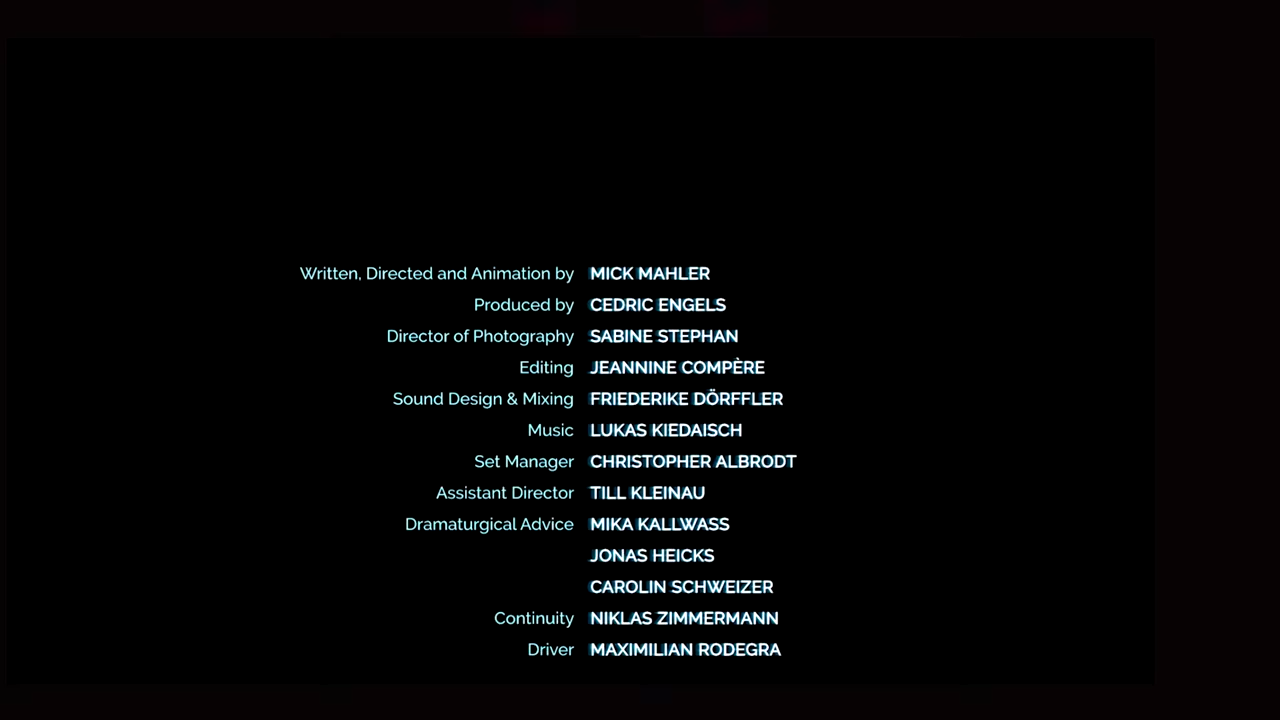 Written, Directed and Animation by MICK MAHLER
Produced by CEDRIC ENGELS
Director of Photography SABINE STEPHAN
Editing JEANNINE COMPÈRE
Sound Design & Mixing FRIEDERIKE DÖRFFLER
Music LUKAS KIEDAISCH
Set Manager CHRISTOPHER ALBRODT
Assistant Director TILL KLEINAU
Dramaturgical Advice MIKA KALLWASS
JONAS HEICKS
CAROLIN SCHWEIZER
Continuity NIKLAS ZIMMERMANN
Driver MAXIMILIAN RODEGRA